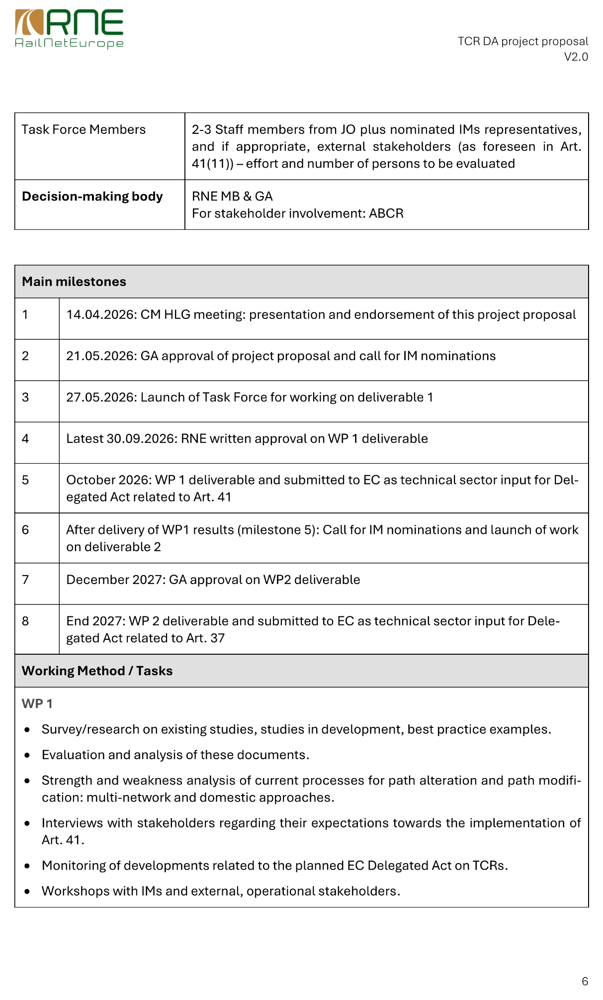 RNE
RailNetEurope
TCR DA project proposal
V2.0
Task Force Members
2-3 Staff members from JO plus nominated IMs representatives,
and if appropriate, external stakeholders (as foreseen in Art.
41(11)) – effort and number of persons to be evaluated
Decision-making body
RNE MB & GA
For stakeholder involvement: ABCR
Main milestones
1
14.04.2026: CM HLG meeting: presentation and endorsement of this project proposal
2
21.05.2026: GA approval of project proposal and call for IM nominations
3
27.05.2026: Launch of Task Force for working on deliverable 1
4
Latest 30.09.2026: RNE written approval on WP 1 deliverable
5
October 2026: WP 1 deliverable and submitted to EC as technical sector input for Del-
egated Act related to Art. 41
6
After delivery of WP1 results (milestone 5): Call for IM nominations and launch of work
on deliverable 2
7
December 2027: GA approval on WP2 deliverable
8
End 2027: WP 2 deliverable and submitted to EC as technical sector input for Dele-
gated Act related to Art. 37
Working Method / Tasks
WP 1
• Survey/research on existing studies, studies in development, best practice examples.
• Evaluation and analysis of these documents.
• Strength and weakness analysis of current processes for path alteration and path modifi-
cation: multi-network and domestic approaches.
• Interviews with stakeholders regarding their expectations towards the implementation of
Art. 41.
• Monitoring of developments related to the planned EC Delegated Act on TCRs.
• Workshops with IMs and external, operational stakeholders.
6